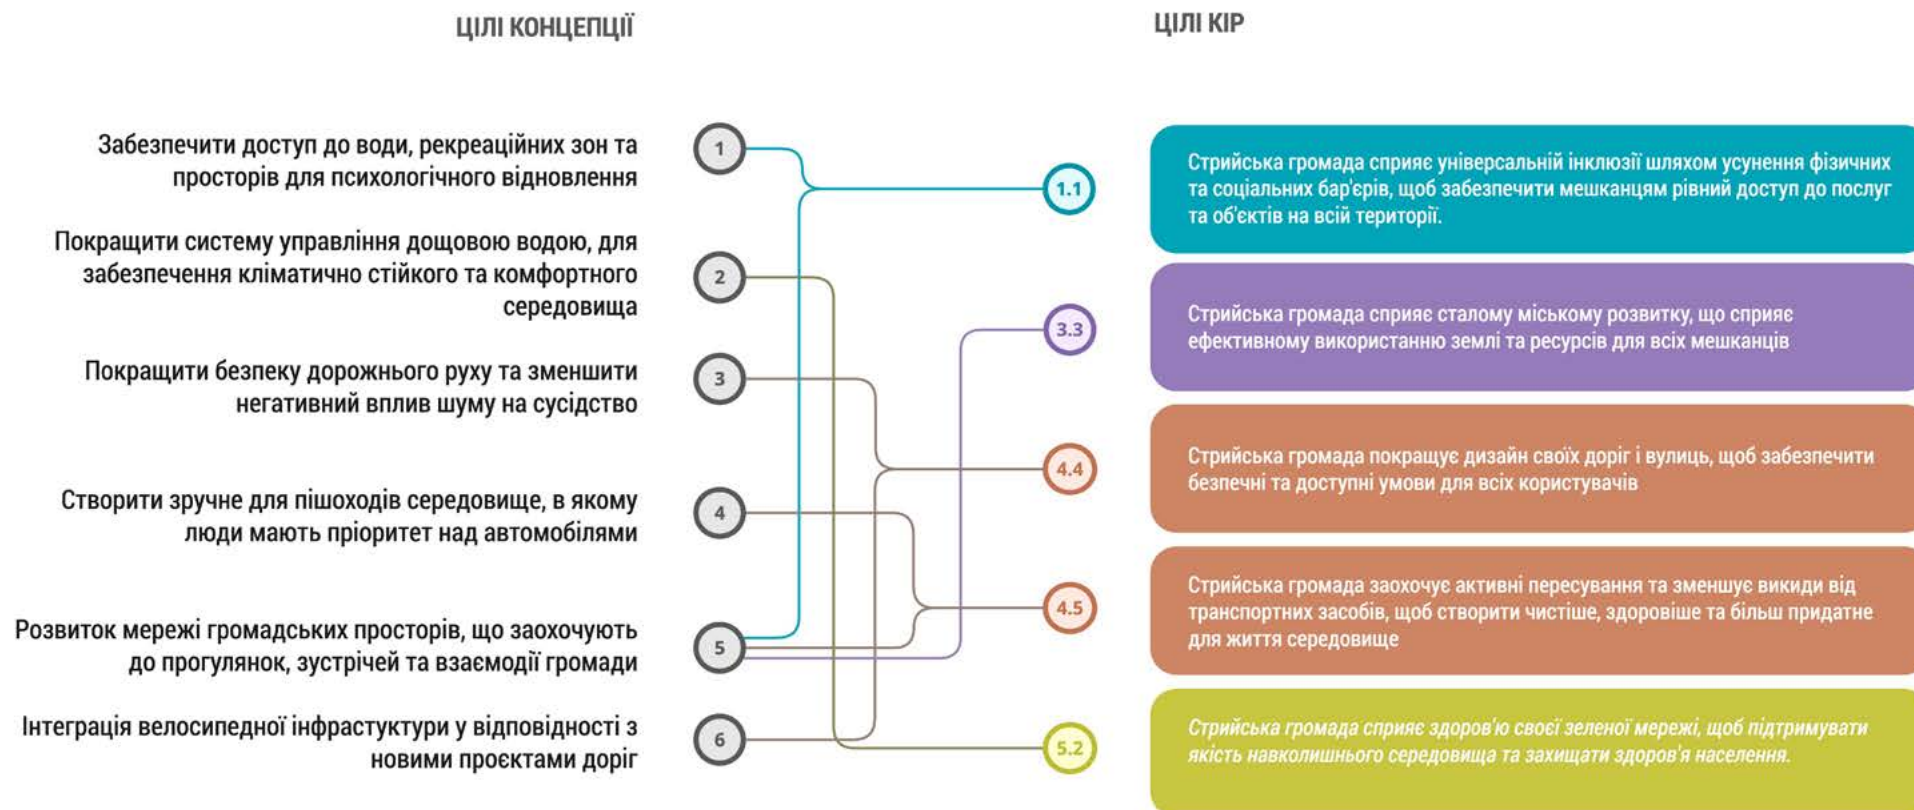 ЦІЛІ КОНЦЕПЦІЇ
ЦІЛІ КІР
Забезпечити доступ до води, рекреаційних зон та
просторів для психологічного відновлення
Покращити систему управління дощовою водою, для
забезпечення кліматично стійкого та комфортного
середовища
Покращити безпеку дорожнього руху та зменшити
негативний вплив шуму на сусідство
Створити зручне для пішоходів середовище, в якому
люди мають пріоритет над автомобілями
Розвиток мережі громадських просторів, що заохочують
до прогулянок, зустрічей та взаємодії громади
Інтеграція велосипедної інфрастуктури у відповідності з
новими проєктами доріг
1
2
3
4
5
6
1.1
3.3
4.4
4.5
5.2
Стрийська громада сприяє універсальній інклюзії шляхом усунення фізичних
та соціальних бар'єрів, щоб забезпечити мешканцям рівний доступ до послуг
та об'єктів на всій території.
Стрийська громада сприяє сталому міському розвитку, що сприяє
ефективному використанню землі та ресурсів для всіх мешканців
Стрийська громада покращує дизайн своїх доріг і вулиць, щоб забезпечити
безпечні та доступні умови для всіх користувачів
Стрийська громада заохочує активні пересування та зменшує викиди від
транспортних засобів, щоб створити чистіше, здоровіше та більш придатне
для життя середовище
Стрийська громада сприяє здоров'ю своєї зеленої мережі, щоб підтримувати
якість навколишнього середовища та захищати здоров'я населення.